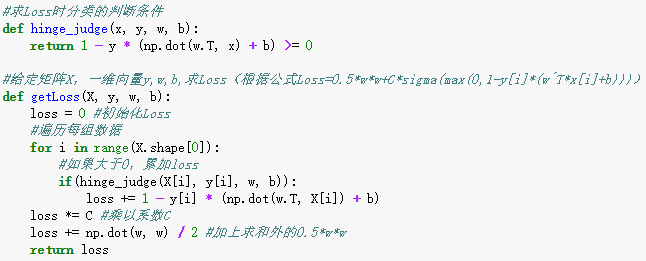 #求Loss时分类的判断条件
def hinge_judge(x, y, w, b):
    return 1 - y * (np.dot(w.T, x) + b) >= 0
#给定矩阵X, 一维向量y,w,b,求Loss（根据公式Loss=0.5*w*w+C*sigma(max(0,1-y[i]*(w^T*x[i]+b))))
def getLoss(X, y, w, b):
    loss = 0 #初始化Loss
    #遍历每组数据
    for i in range(X.shape[0]):
        #如果大于0，累加loss
        if(hinge_judge(X[i], y[i], w, b)):
            loss += 1 - y[i] * (np.dot(w.T, X[i]) + b)
    loss *= C #乘以系数C
    loss += np.dot(w, w) / 2 #加上求和外的0.5*w*w
    return loss